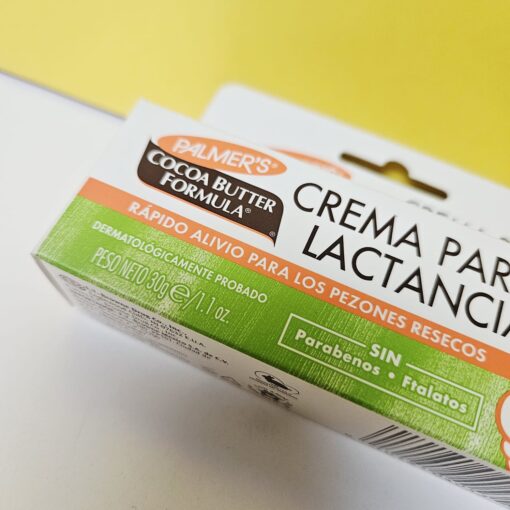 PALMER'S®
COCOA BUTTER
FORMULA®
CREMA PAR
LACTANCIA
RÁPIDO ALIVIO PARA LOS PEZONES RESECOS
DERMATOLÓGICAMENTE PROBADO
PESO NETO 30g ℮/1.1 oz
SIN
Parabenos • Ftalatos